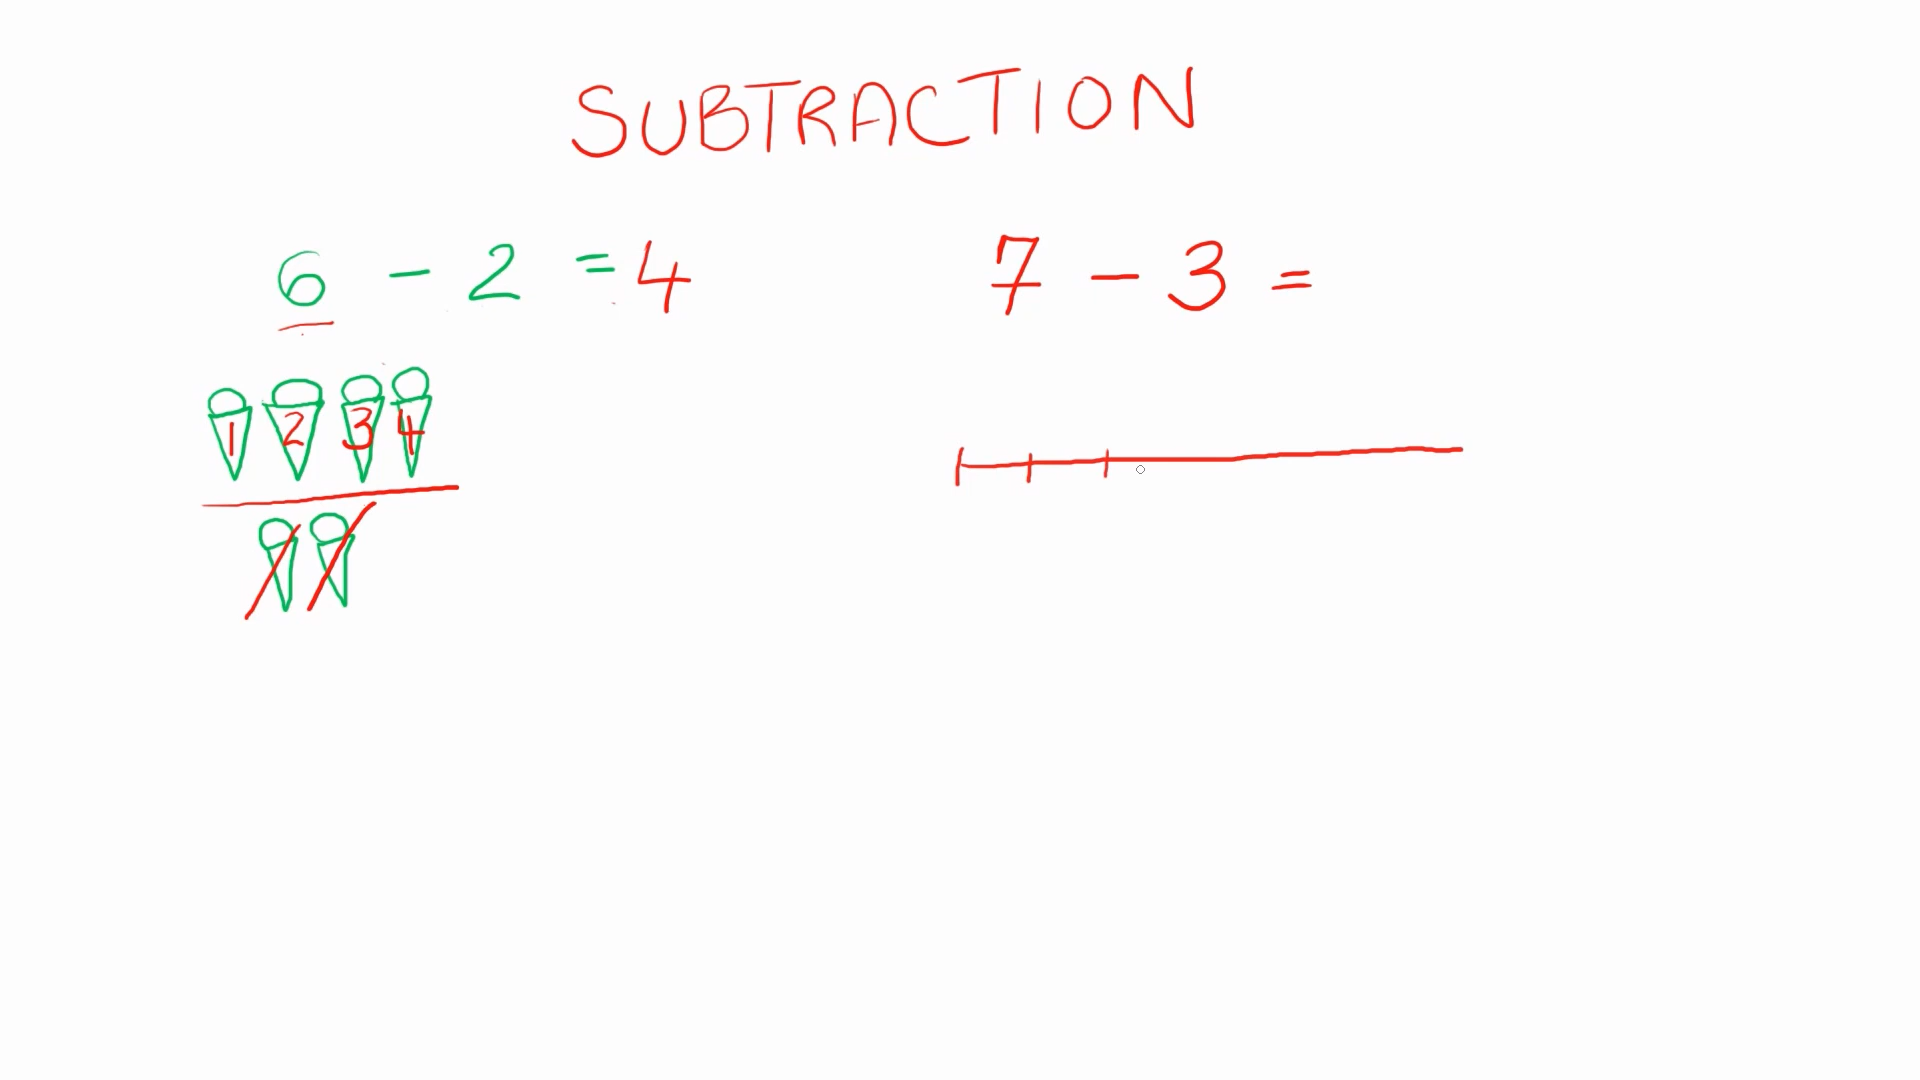 SUBTRACTION
6 - 2 = 4
7 - 3 =
1 2 3 4